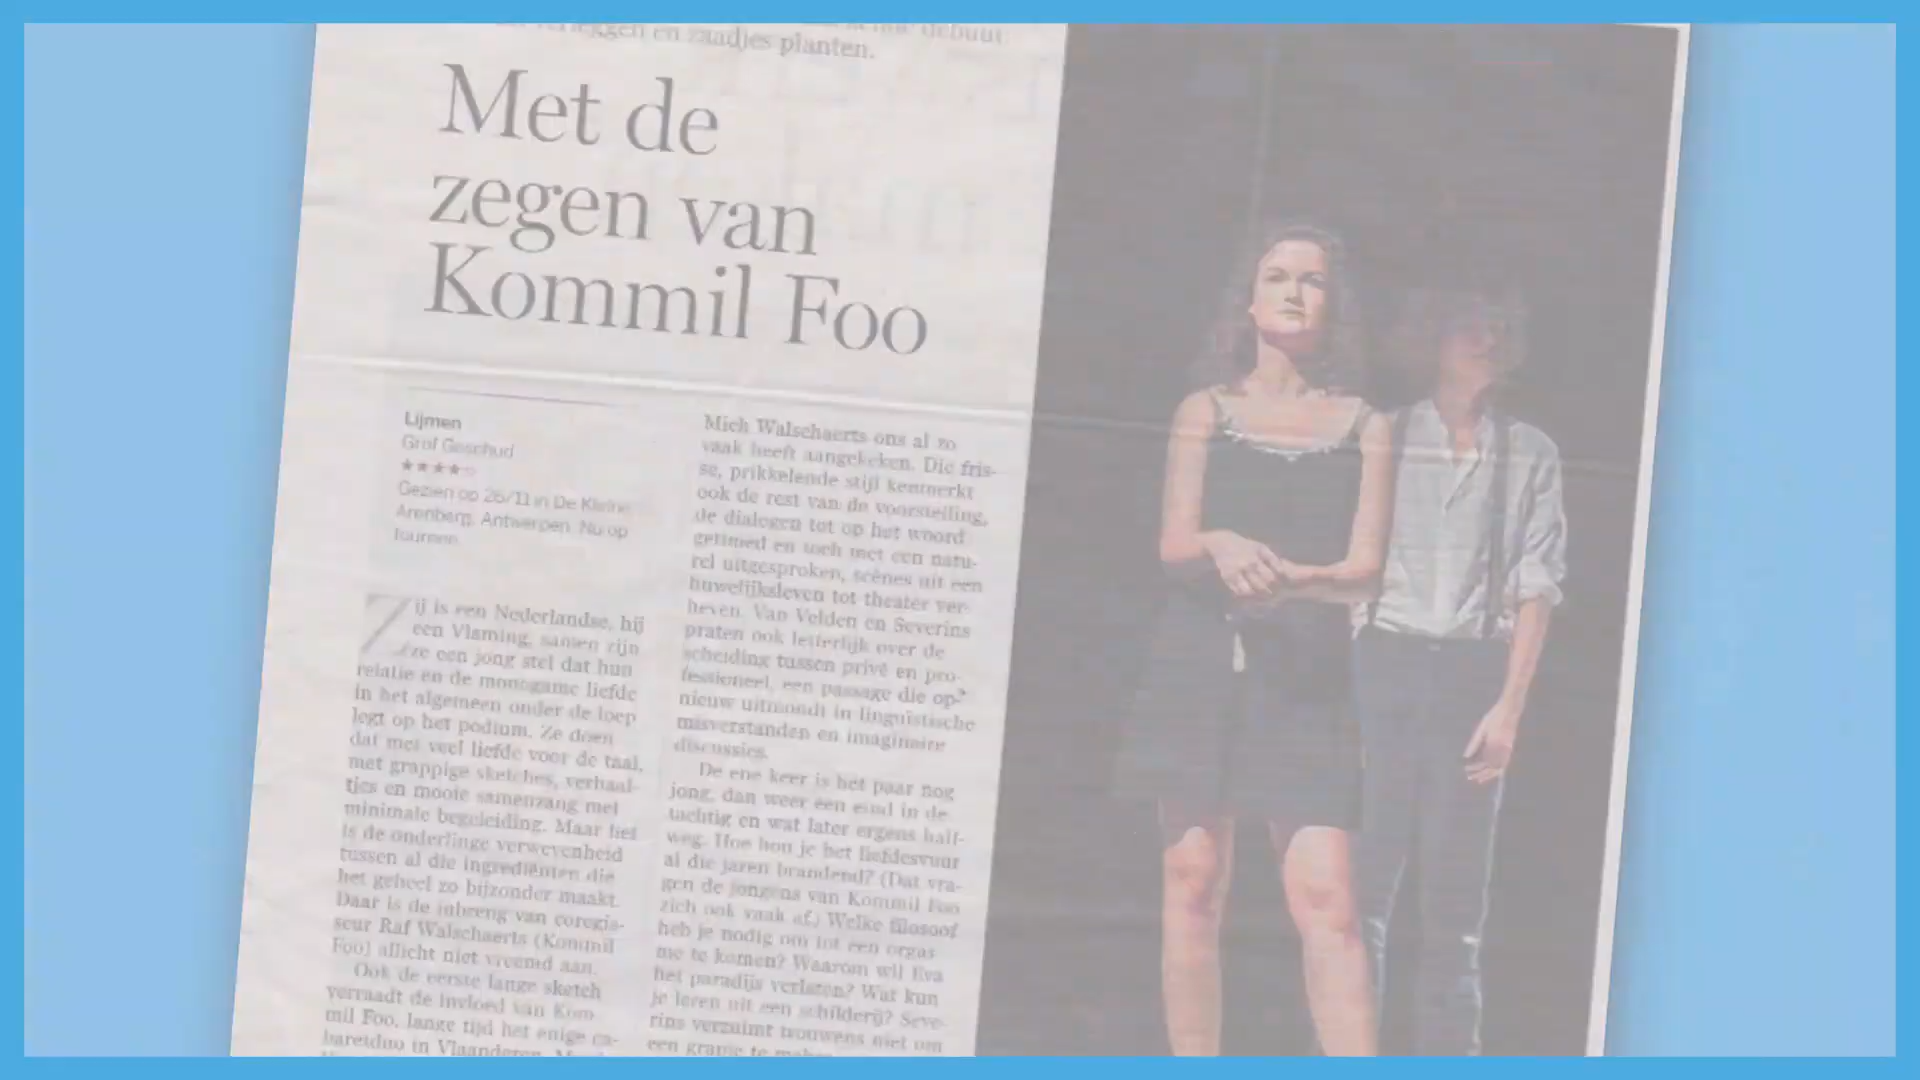 en zaadjes planten.
debuut
Met de
zegen van
Kommil Foo
Lijmen
Grof Geschud
★★★★☆
Gezien op 26/11 in De Kleine
Arenberg, Antwerpen. Nu op
tournee.
Zij is een Nederlandse, hij
een Vlaming, samen zijn
ze een jong stel dat hun
relatie en de monogame liefde
in het algemeen onder de loep
legt op het podium. Ze doen
dat met veel liefde voor de taal,
met grappige sketches, verhaal-
tjes en mooie samenzang met
minimale begeleiding. Maar het
is de onderlinge verwevenheid
tussen al die ingrediënten die
het geheel zo bijzonder maakt.
Daar is de inbreng van coregis-
seur Raf Walschaerts (Kommil
Foo) allicht niet vreemd aan.
Ook de eerste lange sketch
verraadt de invloed van Kom-
mil Foo, lange tijd het enige ca-
baretduo in Vlaanderen.
Mich Walschaerts ons al zo
vaak heeft aangekeken. Die fris-
se, prikkelende stijl kenmerkt
ook de rest van de voorstelling,
de dialogen tot op het woord
getimed en toch met een natu-
rel uitgesproken, scènes uit een
huwelijksleven tot theater ver-
heven. Van Velden en Severins
praten ook letterlijk over de
scheiding tussen privé en pro-
fessioneel, een passage die op?
nieuw uitmondt in linguïstische
misverstanden en imaginaire
discussies.
De ene keer is het paar nog
jong, dan weer een eind in de
tachtig en wat later ergens half-
weg. Hoe hou je het liefdesvuur
al die jaren brandend? (Dat vra-
gen de jongens van Kommil Foo
zich ook vaak af.) Welke filosoof
heb je nodig om tot een orgas
me te komen? Waarom wil Eva
het paradijs verlaten? Wat kun
je leren uit een schilderij? Seve-
rins verzuimt trouwens niet om
een grapje te